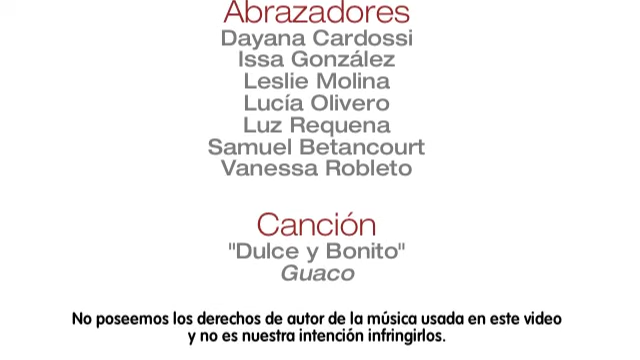 Abrazadores
Dayana Cardossi
Issa González
Leslie Molina
Lucía Olivero
Luz Requena
Samuel Betancourt
Vanessa Robleto
Canción
"Dulce y Bonito"
Guaco
No poseemos los derechos de autor de la música usada en este video
y no es nuestra intención infringirlos.